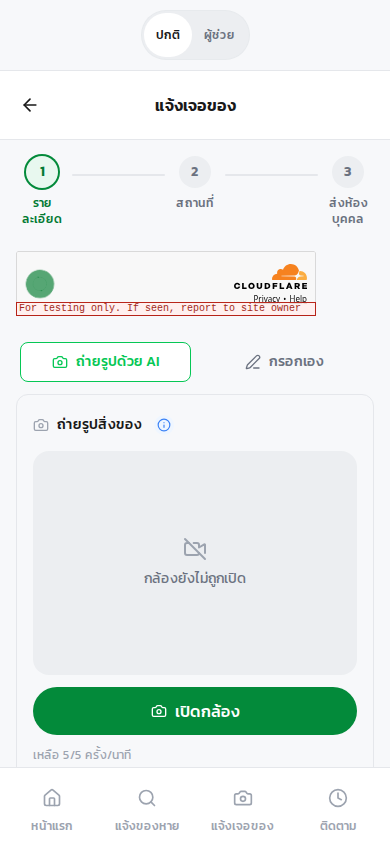 ปกติ ผู้ช่วย
แจ้งเจอของ
1 2 3
ราย
ละเอียด
สถานที่
ส่งห้อง
บุคคล
CLOUDFLARE
Privacy • Help
For testing only. If seen, report to site owner
ถ่ายรูปด้วย AI กรอกเอง
ถ่ายรูปสิ่งของ
กล้องยังไม่ถูกเปิด
เปิดกล้อง
เหลือ 5/5 ครั้ง/นาที
หน้าแรก แจ้งของหาย แจ้งเจอของ ติดตาม